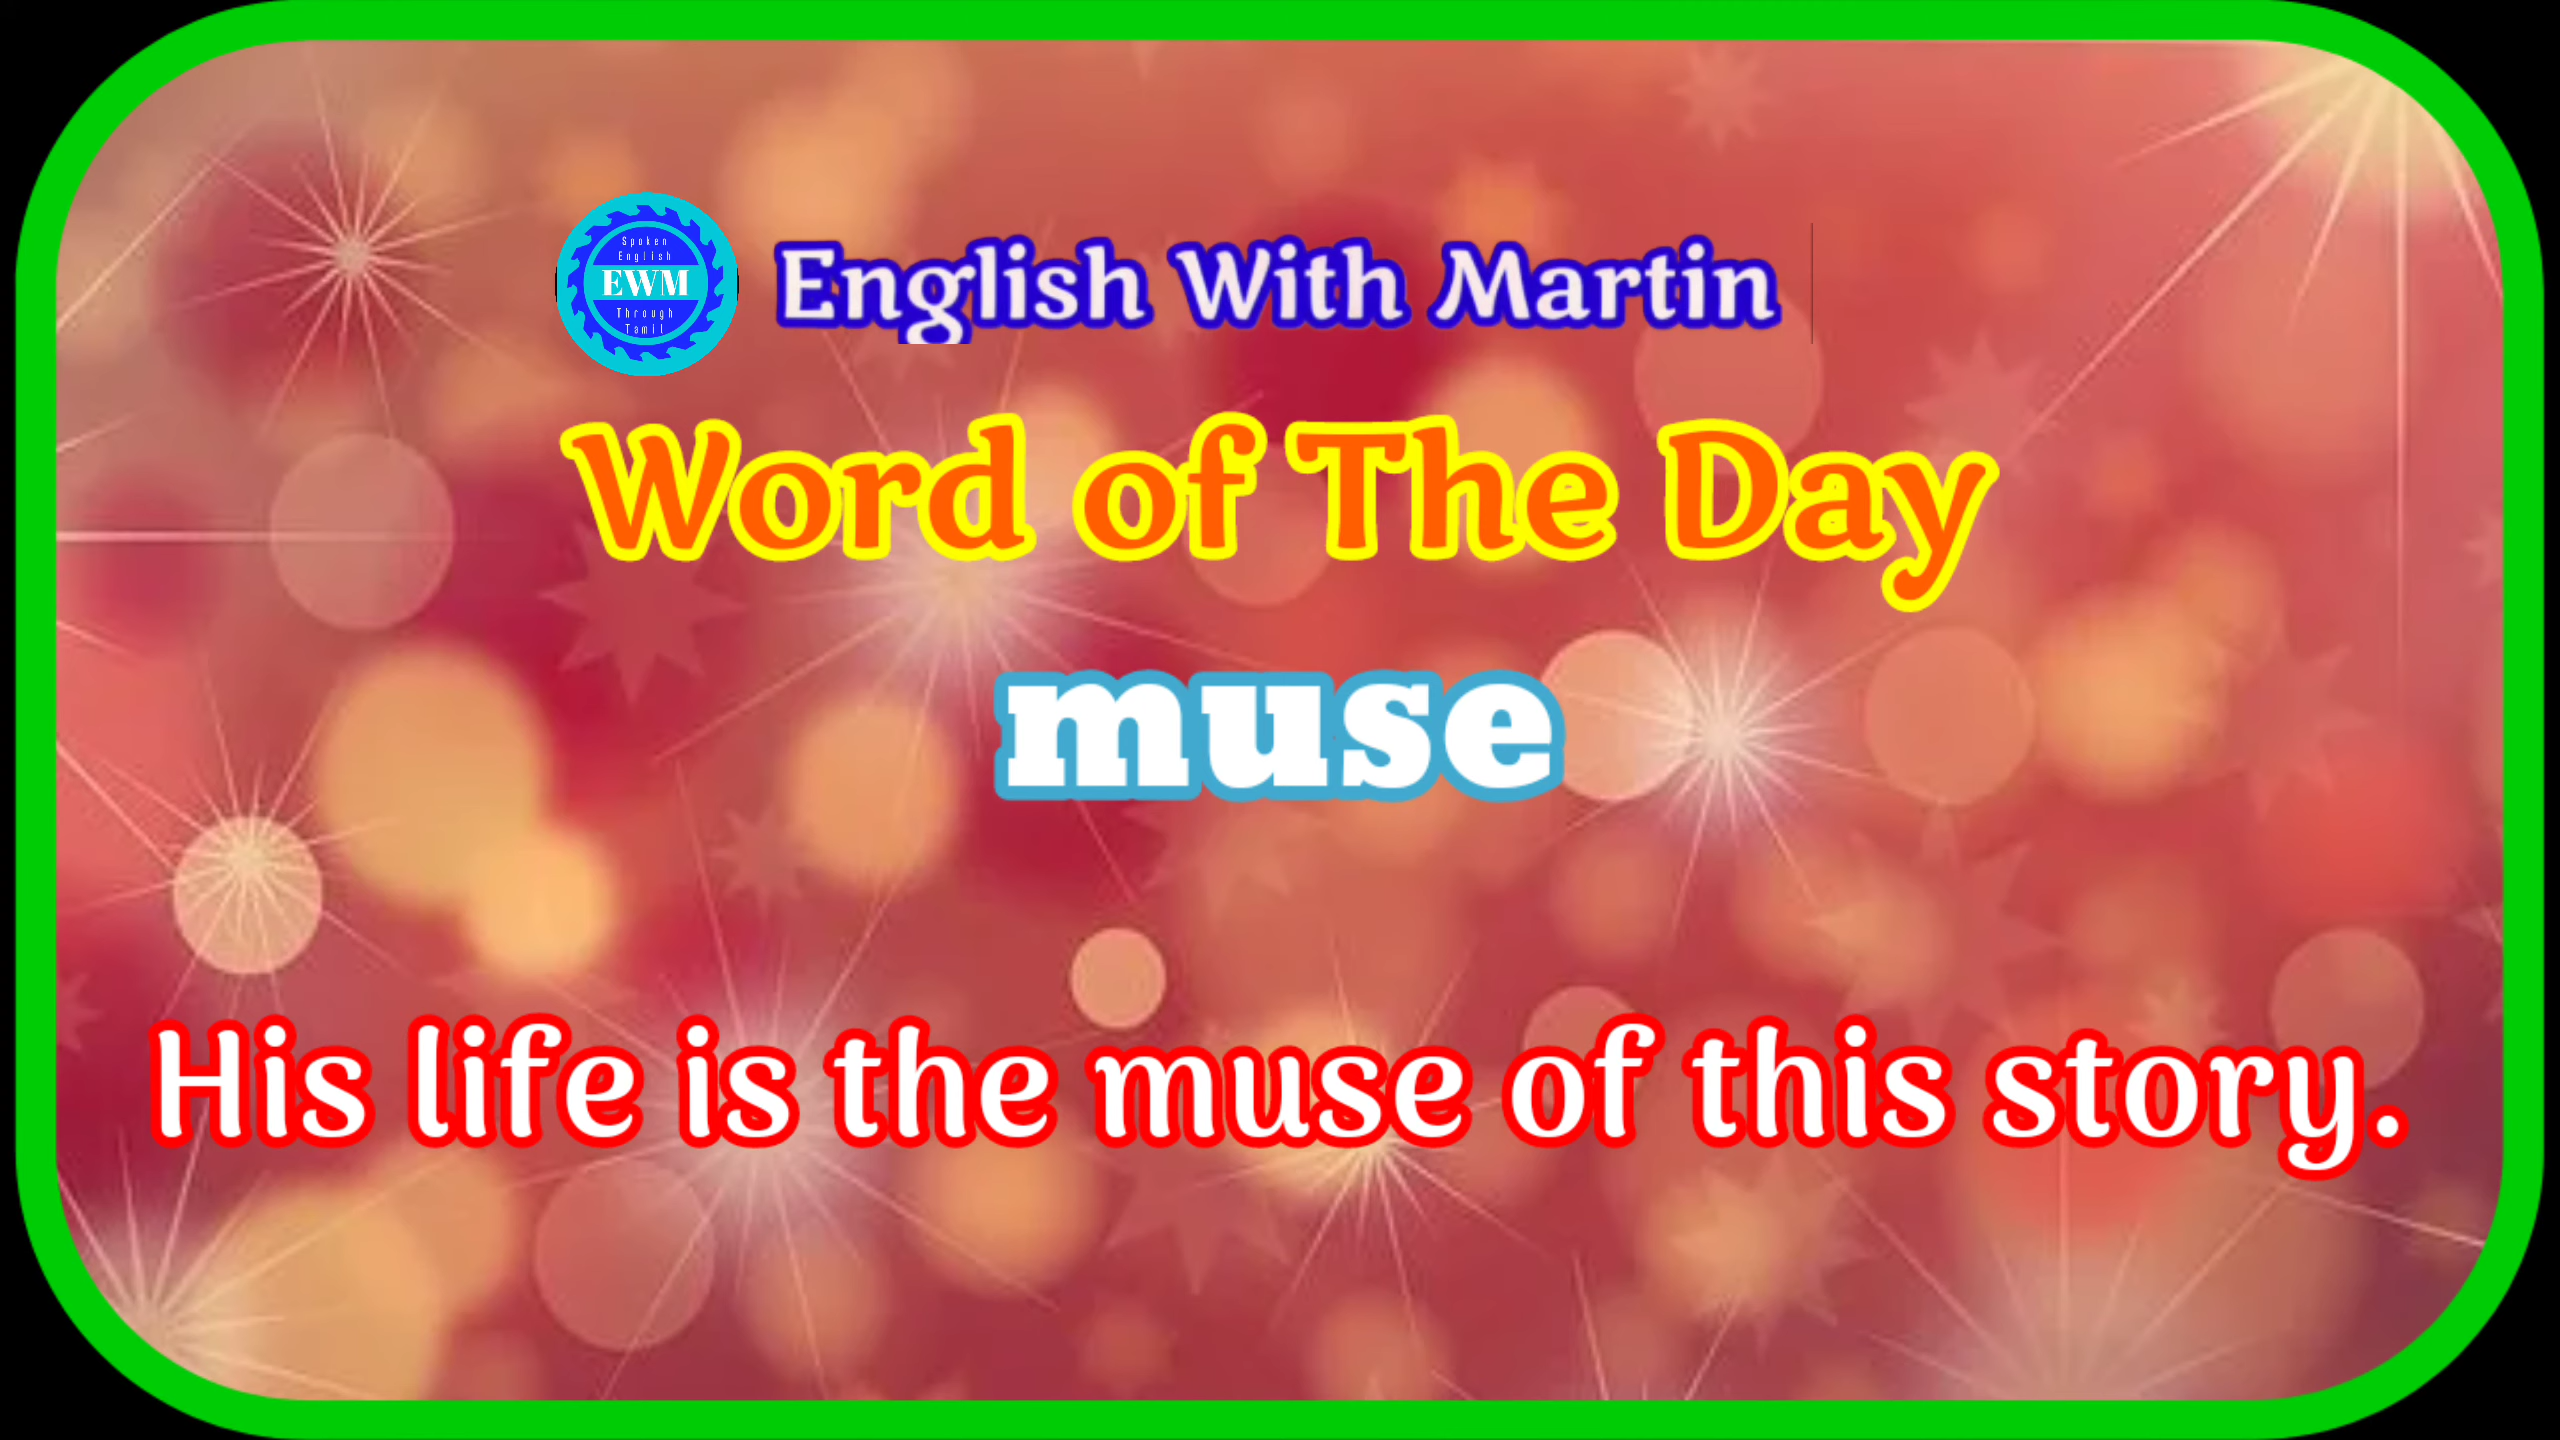 Spoken
English
EWM
Through
Tamil
English With Martin
Word of The Day
muse
His life is the muse of this story.